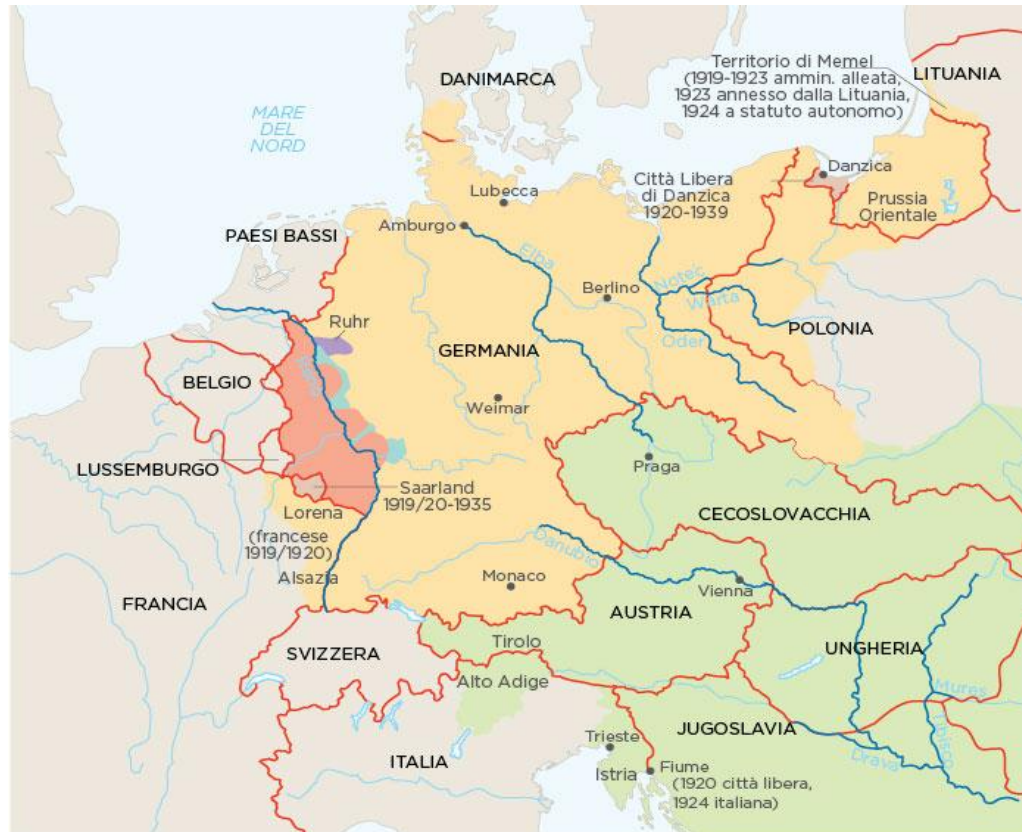 DANIMARCA
MARE
DEL
NORD
Territorio di Memel
(1919-1923 ammin. alleata,
1923 annesso dalla Lituania,
1924 a statuto autonomo)
LITUANIA
Lubecca
Amburgo
Città Libera
di Danzica
1920-1939
Danzica
Prussia
Orientale
PAESI BASSI
Elba
Berlino
Notec
Warta
Oder
POLONIA
Ruhr
GERMANIA
BELGIO
Weimar
LUSSEMBURGO
Praga
Saarland
1919/20-1935
Lorena
(francese
1919/1920)
Alsazia
CECOSLOVACCHIA
Danubio
Monaco
Vienna
FRANCIA
AUSTRIA
SVIZZERA
Tirolo
UNGHERIA
Alto Adige
Mures
Tibisco
JUGOSLAVIA
Drava
ITALIA
Trieste
Istria
Fiume
(1920 città libera,
1924 italiana)